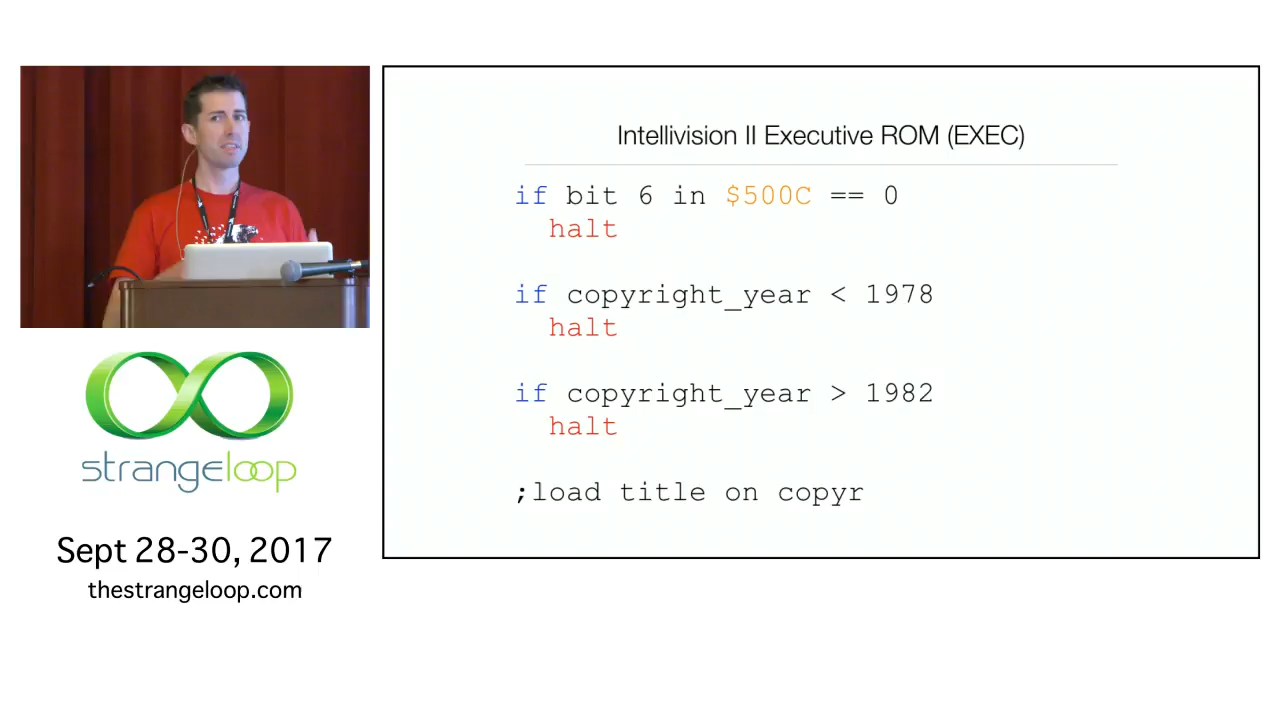 Intellivision II Executive ROM (EXEC)
if bit 6 in $500C == 0
halt
if copyright_year < 1978
halt
if copyright_year > 1982
halt
;load title on copyr
strangeloop
Sept 28-30, 2017
thestrangeloop.com